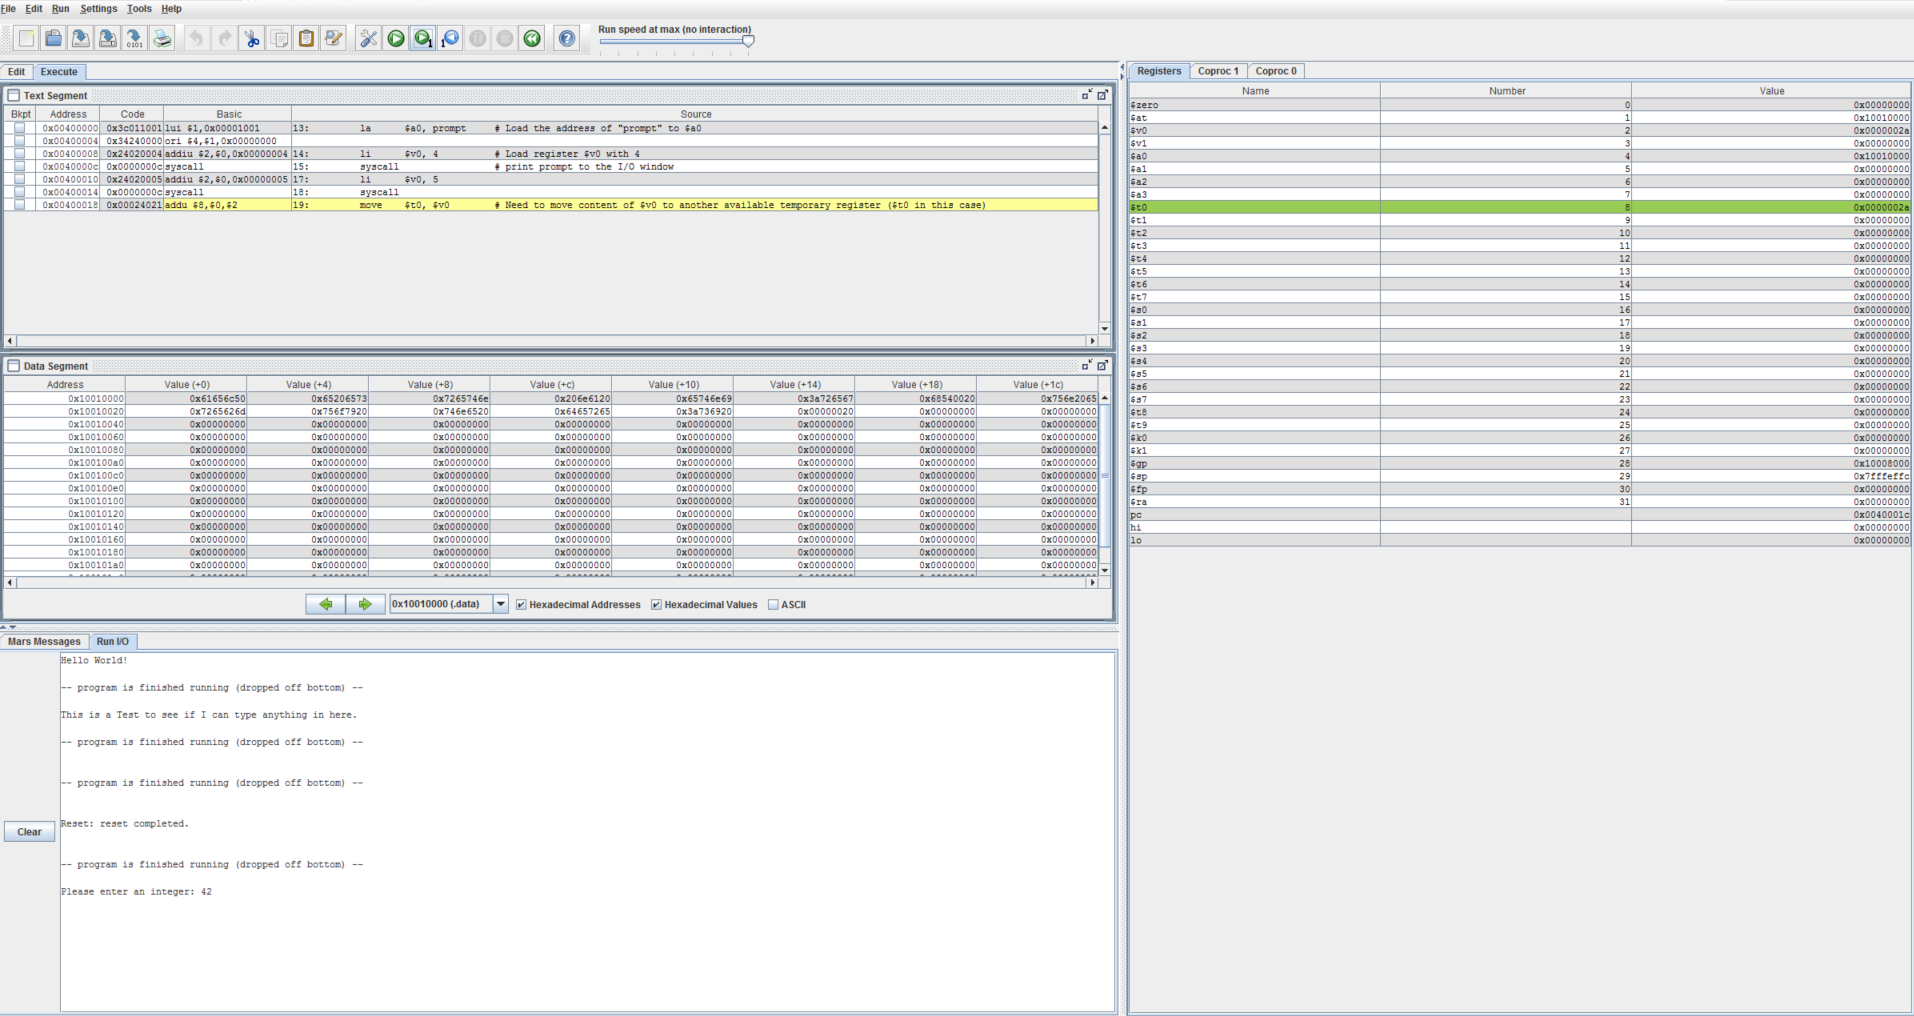 File Edit Run Settings Tools Help
Run speed at max (no interaction)
Edit Execute
Text Segment
Bkpt Address Code Basic Source
0x00400000 0x3c011001 lui $1,0x00001001 13: la $a0, prompt # Load the address of "prompt" to $a0
0x00400004 0x34240000 ori $4,$1,0x00000000
0x00400008 0x24020004 addiu $2,$0,0x00000004 14: li $v0, 4 # Load register $v0 with 4
0x0040000c 0x0000000c syscall 15: syscall # print prompt to the I/O window
0x00400010 0x24020005 addiu $2,$0,0x00000005 17: li $v0, 5
0x00400014 0x0000000c syscall 18: syscall
0x00400018 0x00024021 addu $8,$0,$2 19: move $t0, $v0 # Need to move content of $v0 to another available temporary register ($t0 in this case)
Data Segment
Address Value (+0) Value (+4) Value (+8) Value (+c) Value (+10) Value (+14) Value (+18) Value (+1c)
0x10010000 0x61656c50 0x65206573 0x7265746e 0x206e6120 0x65746e69 0x3a726567 0x68540020 0x756e2065
0x10010020 0x7265626d 0x756f7920 0x746e6520 0x64657265 0x3a736920 0x00000020 0x00000000 0x00000000
0x10010040 0x00000000 0x00000000 0x00000000 0x00000000 0x00000000 0x00000000 0x00000000 0x00000000
0x10010060 0x00000000 0x00000000 0x00000000 0x00000000 0x00000000 0x00000000 0x00000000 0x00000000
0x10010080 0x00000000 0x00000000 0x00000000 0x00000000 0x00000000 0x00000000 0x00000000 0x00000000
0x100100a0 0x00000000 0x00000000 0x00000000 0x00000000 0x00000000 0x00000000 0x00000000 0x00000000
0x100100c0 0x00000000 0x00000000 0x00000000 0x00000000 0x00000000 0x00000000 0x00000000 0x00000000
0x100100e0 0x00000000 0x00000000 0x00000000 0x00000000 0x00000000 0x00000000 0x00000000 0x00000000
0x10010100 0x00000000 0x00000000 0x00000000 0x00000000 0x00000000 0x00000000 0x00000000 0x00000000
0x10010120 0x00000000 0x00000000 0x00000000 0x00000000 0x00000000 0x00000000 0x00000000 0x00000000
0x10010140 0x00000000 0x00000000 0x00000000 0x00000000 0x00000000 0x00000000 0x00000000 0x00000000
0x10010160 0x00000000 0x00000000 0x00000000 0x00000000 0x00000000 0x00000000 0x00000000 0x00000000
0x10010180 0x00000000 0x00000000 0x00000000 0x00000000 0x00000000 0x00000000 0x00000000 0x00000000
0x100101a0 0x00000000 0x00000000 0x00000000 0x00000000 0x00000000 0x00000000 0x00000000 0x00000000
0x10010000 (.data) Hexadecimal Addresses Hexadecimal Values ASCII
Mars Messages Run I/O
Clear
Hello World!
-- program is finished running (dropped off bottom) --
This is a Test to see if I can type anything in here.
-- program is finished running (dropped off bottom) --
-- program is finished running (dropped off bottom) --
Reset: reset completed.
-- program is finished running (dropped off bottom) --
Please enter an integer: 42
Registers Coproc 1 Coproc 0
Name Number Value
$zero 0 0x00000000
$at 1 0x10010000
$v0 2 0x0000002a
$v1 3 0x00000000
$a0 4 0x10010000
$a1 5 0x00000000
$a2 6 0x00000000
$a3 7 0x00000000
$t0 8 0x0000002a
$t1 9 0x00000000
$t2 10 0x00000000
$t3 11 0x00000000
$t4 12 0x00000000
$t5 13 0x00000000
$t6 14 0x00000000
$t7 15 0x00000000
$s0 16 0x00000000
$s1 17 0x00000000
$s2 18 0x00000000
$s3 19 0x00000000
$s4 20 0x00000000
$s5 21 0x00000000
$s6 22 0x00000000
$s7 23 0x00000000
$t8 24 0x00000000
$t9 25 0x00000000
$k0 26 0x00000000
$k1 27 0x00000000
$gp 28 0x10008000
$sp 29 0x7fffeffc
$fp 30 0x00000000
$ra 31 0x00000000
pc 0x0040001c
hi 0x00000000
lo 0x00000000